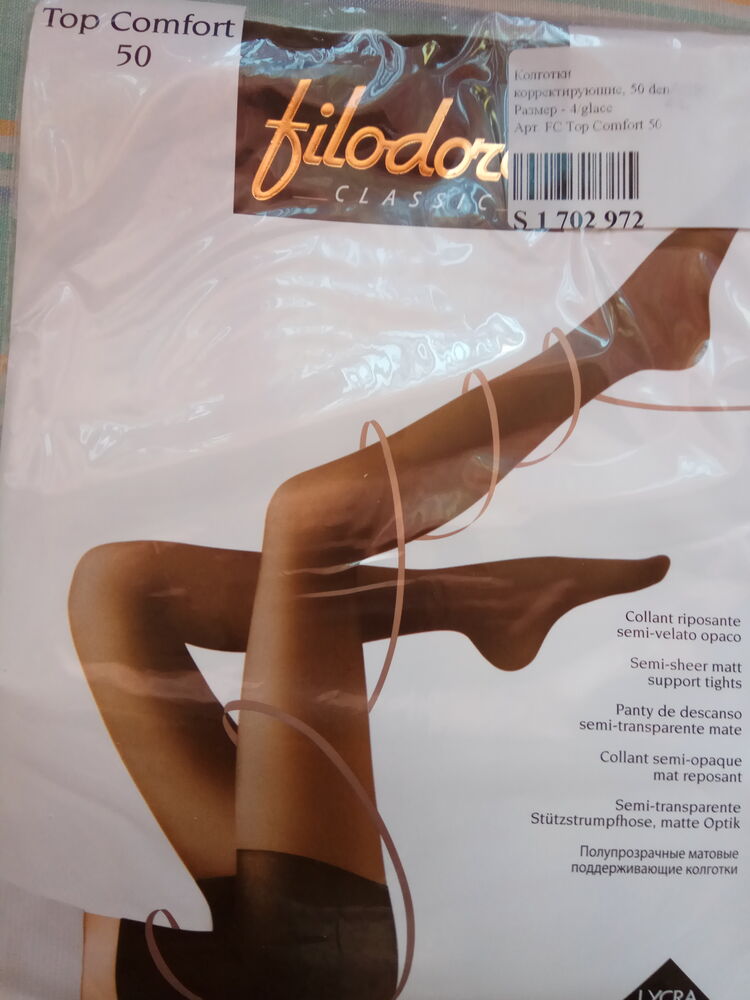 Top Comfort
50
filodoro
CLASSIC
Колготки
корректирующие, 50 den
Размер - 4/glace
Арт. FC Top Comfort 50
S 1 702 972
Collant riposante
semi-velato opaco
Semi-sheer matt
support tights
Panty de descanso
semi-transparente mate
Collant semi-opaque
mat reposant
Semi-transparente
Stützstrumpfhose, matte Optik
Полупрозрачные матовые
поддерживающие колготки
LYCRA